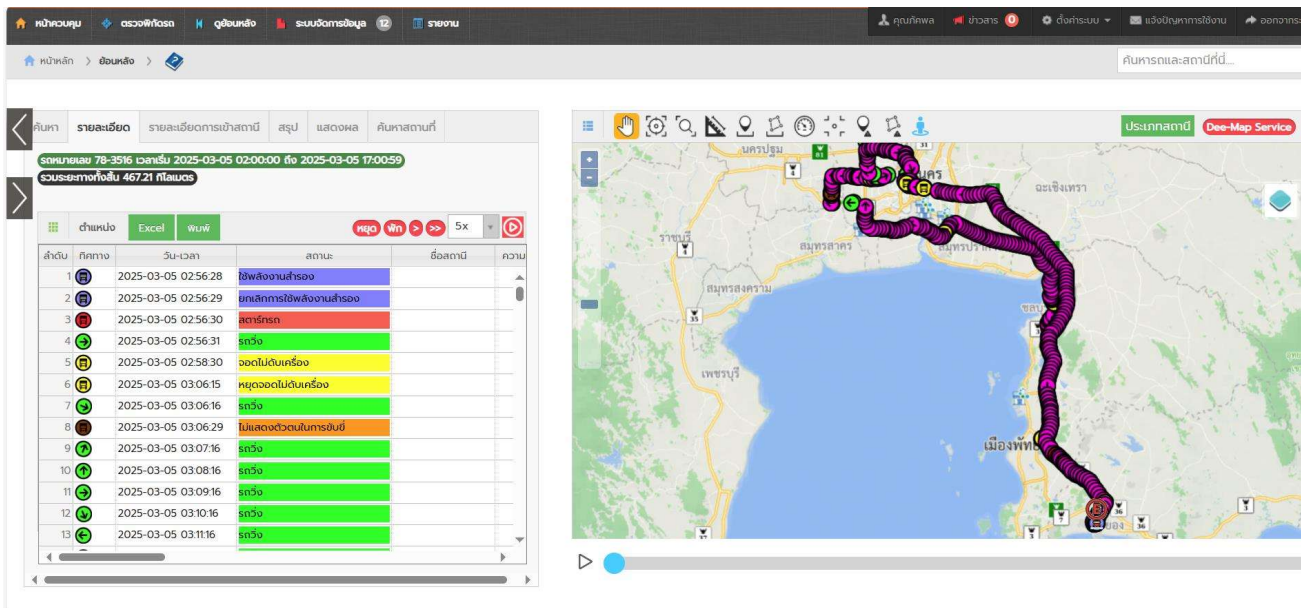 หน้าควบคุม ตรวจพิกัดรถ ดูย้อนหลัง ระบบจัดการข้อมูล 12 รายงาน
คุณภัคพล ข่าวสาร 0 ตั้งค่าระบบ แจ้งปัญหาการใช้งาน ออกจากระ
หน้าหลัก > ย้อนหลัง >
ค้นหารถและสถานีที่นี่....
ค้นหา รายละเอียด รายละเอียดการเข้าสถานี สรุป แสดงผล ค้นหาสถานที่
ประเภทสถานี Dee-Map Service
รถหมายเลข 78-3516 เวลาเริ่ม 2025-03-05 02:00:00 ถึง 2025-03-05 17:00:59
รวมระยะทางทั้งสิ้น 467.21 กิโลเมตร
ตำแหน่ง Excel พิมพ์ หยุด พัก > >> 5x
ลำดับ ทิศทาง วัน-เวลา สถานะ ชื่อสถานี ความ
1 2025-03-05 02:56:28 ใช้พลังงานสำรอง
2 2025-03-05 02:56:29 ยกเลิกการใช้พลังงานสำรอง
3 2025-03-05 02:56:30 สตาร์ทรถ
4 2025-03-05 02:56:31 รถวิ่ง
5 2025-03-05 02:58:30 จอดไม่ดับเครื่อง
6 2025-03-05 03:06:15 หยุดจอดไม่ดับเครื่อง
7 2025-03-05 03:06:16 รถวิ่ง
8 2025-03-05 03:06:29 ไม่แสดงตัวตนในการขับขี่
9 2025-03-05 03:07:16 รถวิ่ง
10 2025-03-05 03:08:16 รถวิ่ง
11 2025-03-05 03:09:16 รถวิ่ง
12 2025-03-05 03:10:16 รถวิ่ง
13 2025-03-05 03:11:16 รถวิ่ง
นครปฐม
81
31
4
ฉะเชิงเทรา
ราชบุรี
4
สมุทรสาคร
สมุทรปรา
สมุทรสงคราม
35
ชลบุ
เพชรบุรี
เมืองพัท
36
7
3
36
3